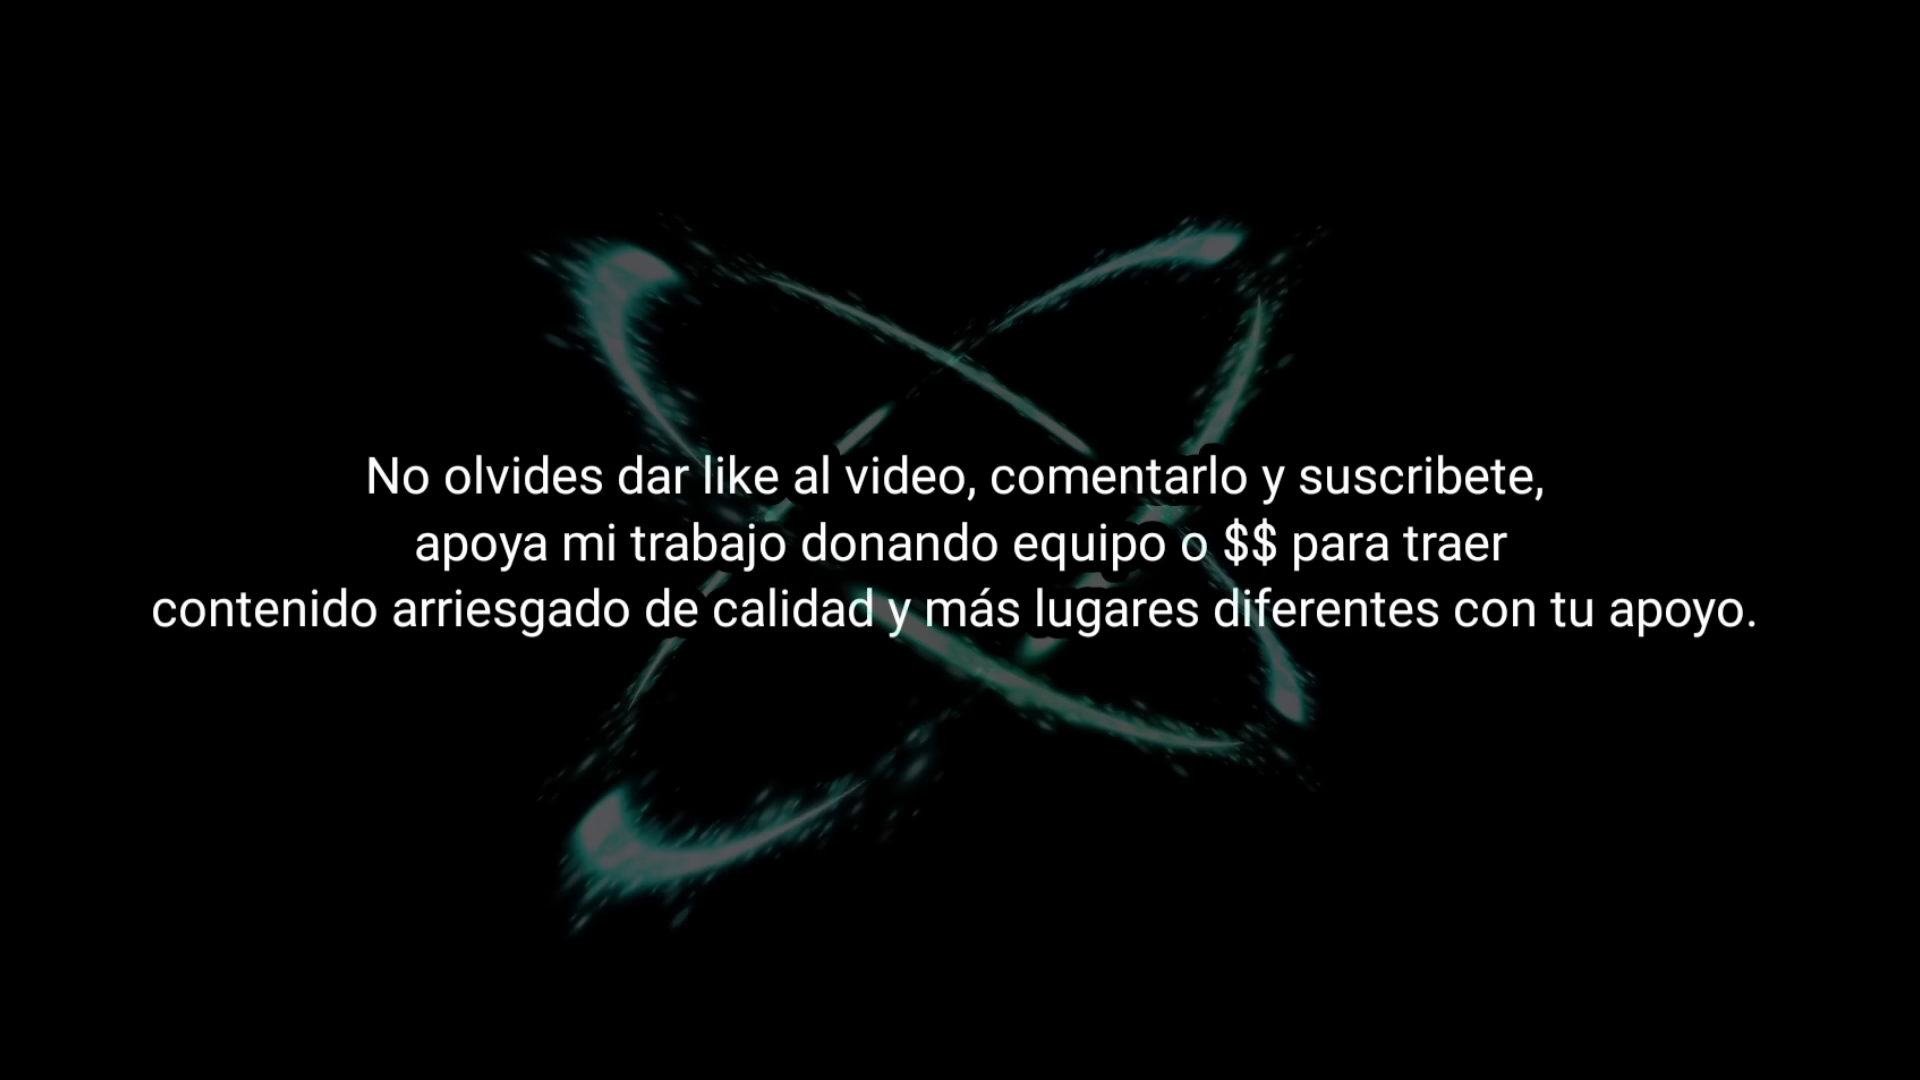 No olvides dar like al video, comentarlo y suscribete,
apoya mi trabajo donando equipo o $$ para traer
contenido arriesgado de calidad y más lugares diferentes con tu apoyo.